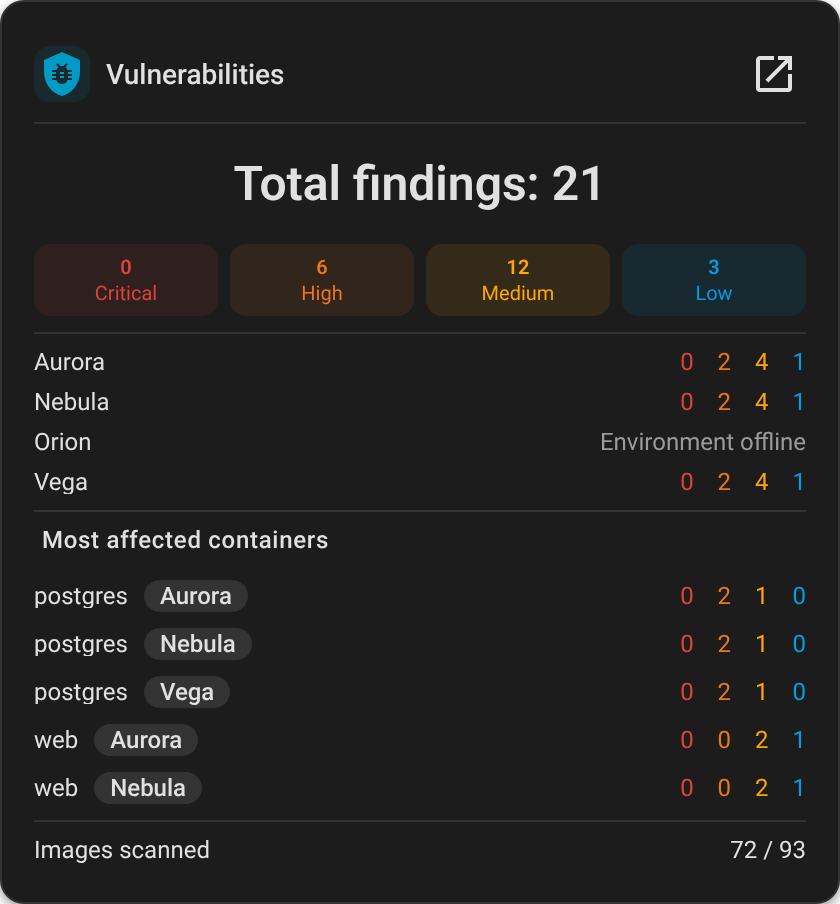 Vulnerabilities
Total findings: 21
0 6 12 3
Critical High Medium Low
Aurora 0 2 4 1
Nebula 0 2 4 1
Orion Environment offline
Vega 0 2 4 1
Most affected containers
postgres Aurora 0 2 1 0
postgres Nebula 0 2 1 0
postgres Vega 0 2 1 0
web Aurora 0 0 2 1
web Nebula 0 0 2 1
Images scanned 72 / 93